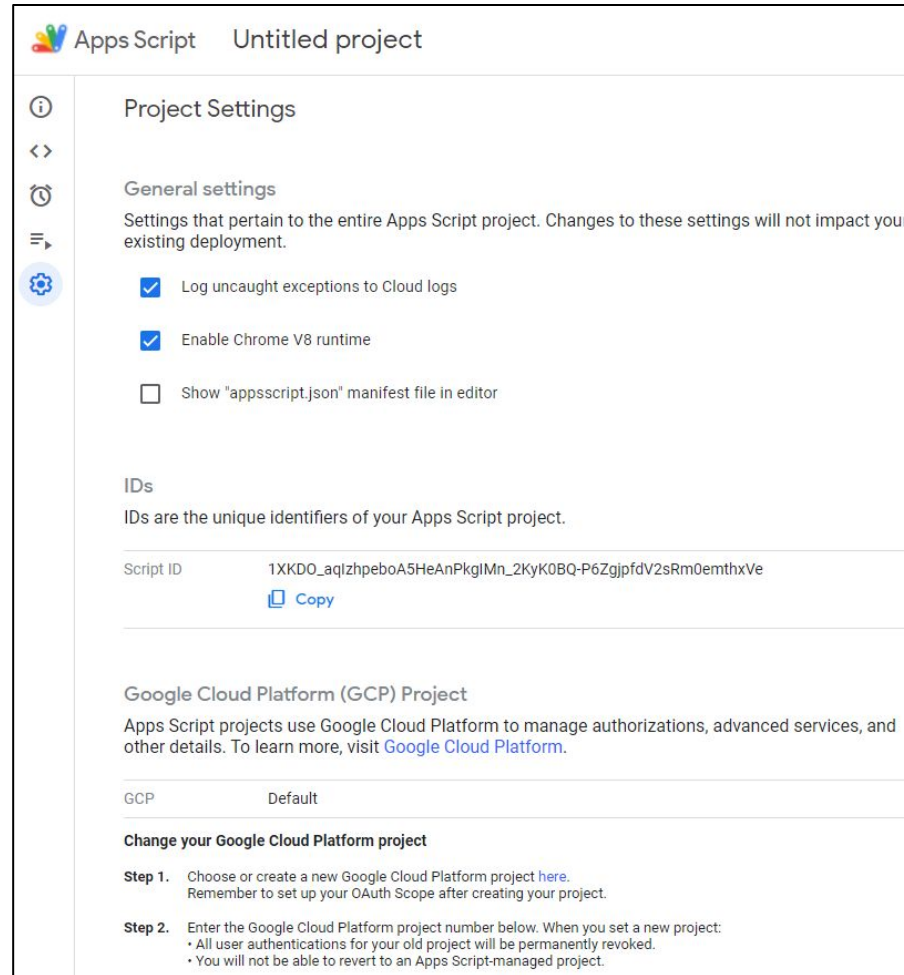 Apps Script Untitled project
Project Settings
General settings
Settings that pertain to the entire Apps Script project. Changes to these settings will not impact your
existing deployment.
Log uncaught exceptions to Cloud logs
Enable Chrome V8 runtime
Show "appsscript.json" manifest file in editor
IDs
IDs are the unique identifiers of your Apps Script project.
Script ID 1XKDO_aqIzhpeboA5HeAnPkgIMn_2KyK0BQ-P6ZgjpfdV2sRm0emthxVe
Copy
Google Cloud Platform (GCP) Project
Apps Script projects use Google Cloud Platform to manage authorizations, advanced services, and
other details. To learn more, visit Google Cloud Platform.
GCP Default
Change your Google Cloud Platform project
Step 1. Choose or create a new Google Cloud Platform project here.
Remember to set up your OAuth Scope after creating your project.
Step 2. Enter the Google Cloud Platform project number below. When you set a new project:
• All user authentications for your old project will be permanently revoked.
• You will not be able to revert to an Apps Script-managed project.